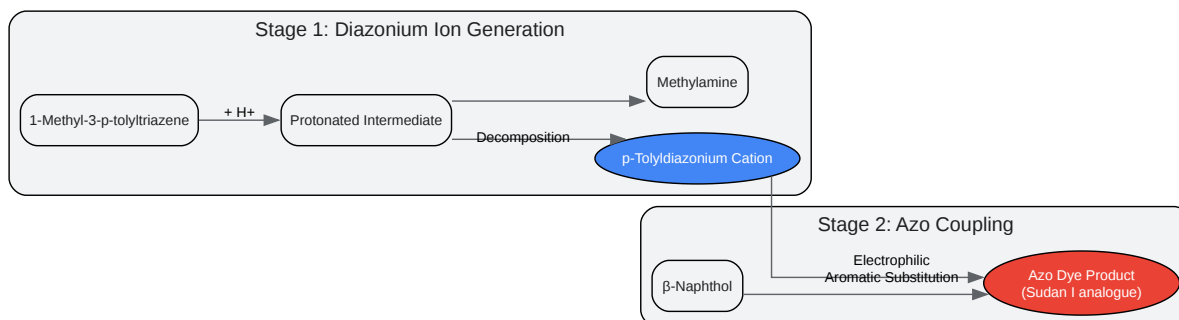 Stage 1: Diazonium Ion Generation
1-Methyl-3-p-tolyltriazene
+ H+
Protonated Intermediate
Methylamine
Decomposition
p-Tolyldiazonium Cation
Stage 2: Azo Coupling
β-Naphthol
Electrophilic
Aromatic Substitution
Azo Dye Product
(Sudan I analogue)